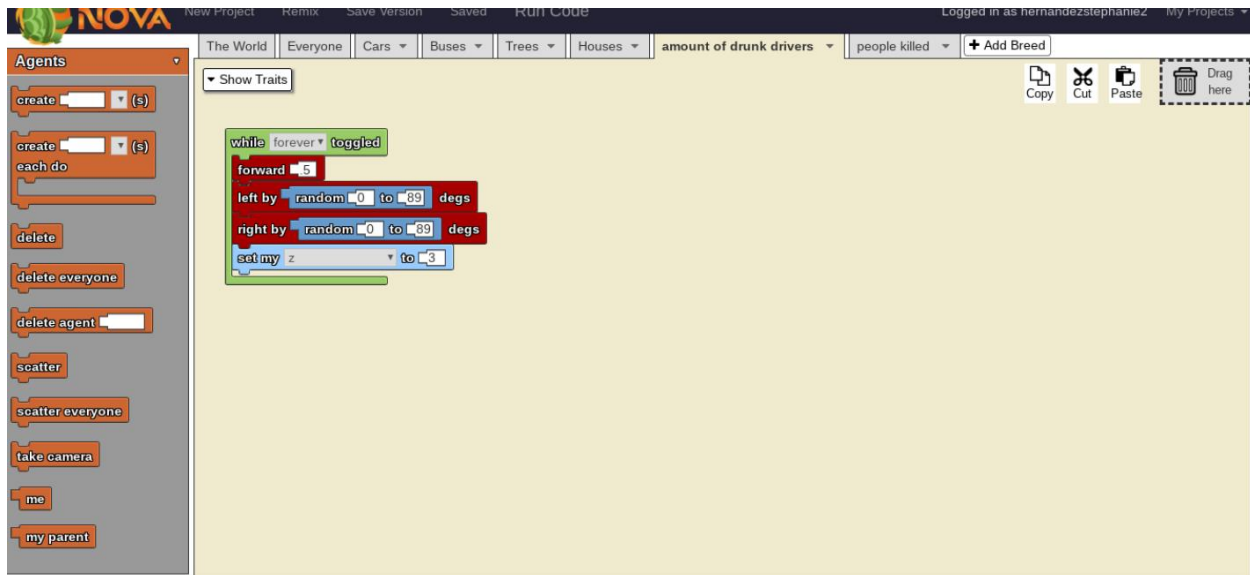 NOVA New Project Remix Save Version Saved Run Code Logged in as hernandezstephanie2 My Projects
The World Everyone Cars Buses Trees Houses amount of drunk drivers people killed + Add Breed
Agents
Show Traits
Copy Cut Paste
Drag
here
create (s)
create (s)
each do
delete
delete everyone
delete agent
scatter
scatter everyone
take camera
me
my parent
while forever toggled
forward .5
left by random 0 to 89 degs
right by random 0 to 89 degs
set my z to 3